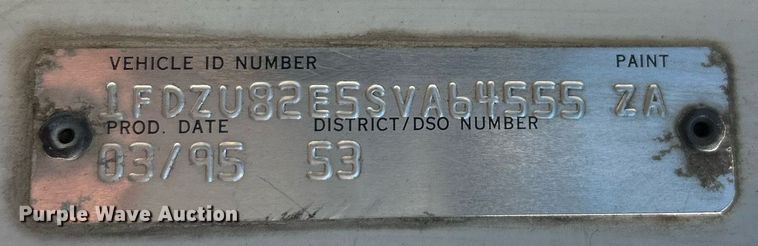 VEHICLE ID NUMBER PAINT
1FDZU82E5SVA64555 ZA
PROD. DATE DISTRICT/DSO NUMBER
03/95 53
Purple Wave Auction